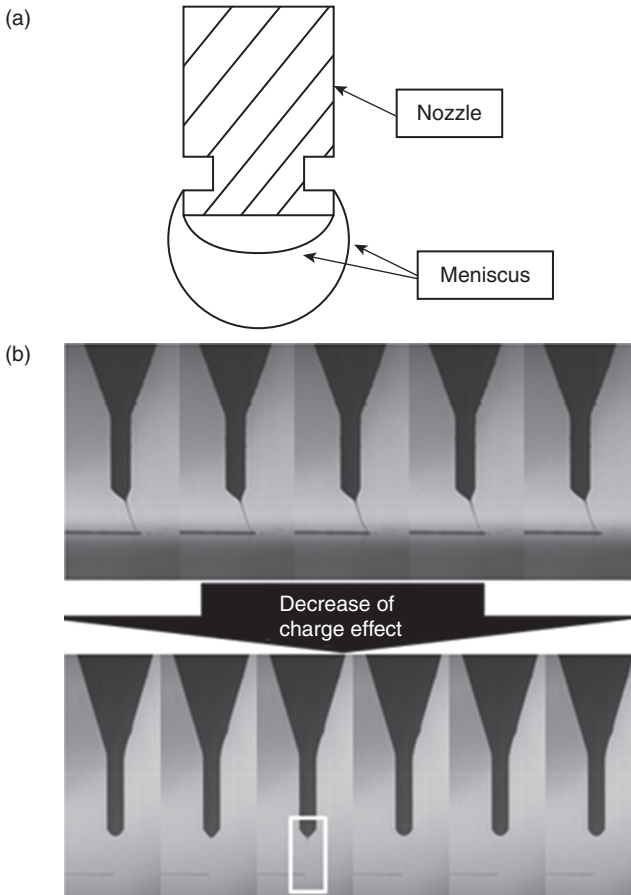 (a)
Nozzle
Meniscus
(b)
Decrease of
charge effect